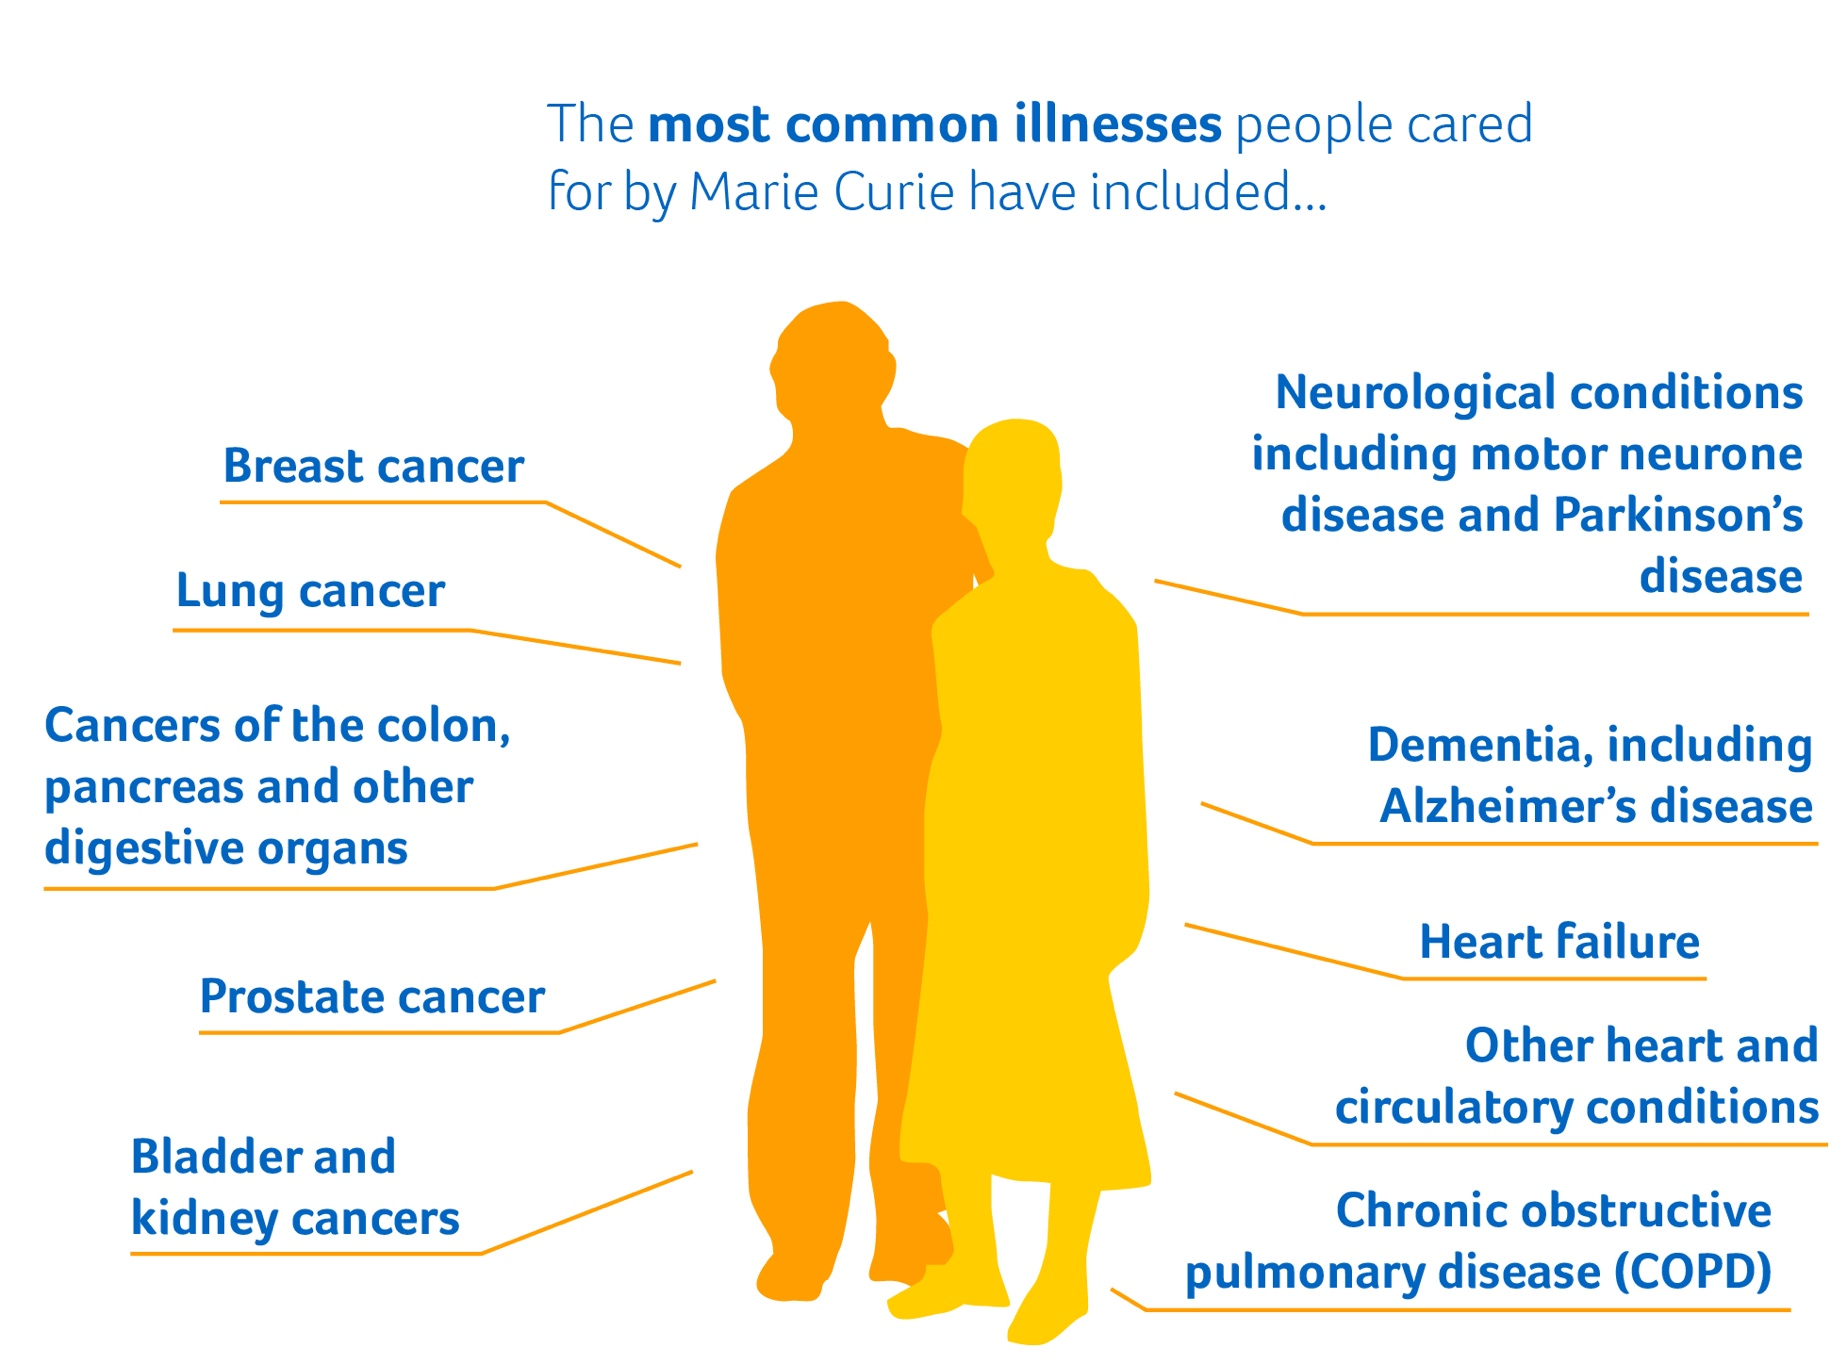 The most common illnesses people cared
for by Marie Curie have included...
Breast cancer
Lung cancer
Cancers of the colon,
pancreas and other
digestive organs
Prostate cancer
Bladder and
kidney cancers
Neurological conditions
including motor neurone
disease and Parkinson’s
disease
Dementia, including
Alzheimer’s disease
Heart failure
Other heart and
circulatory conditions
Chronic obstructive
pulmonary disease (COPD)